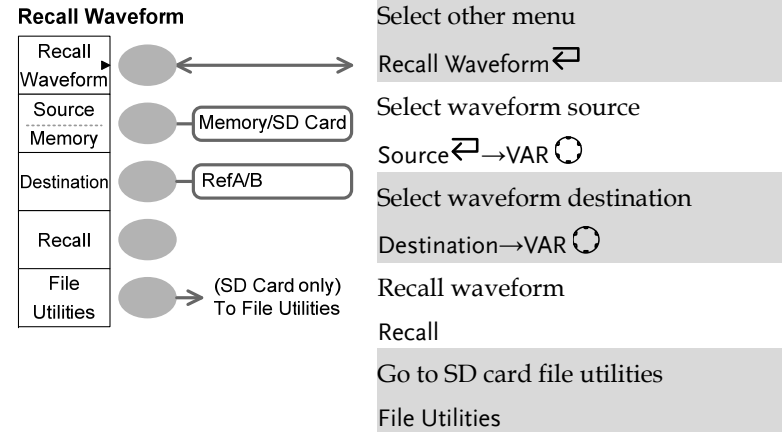 Recall Waveform
Recall
Waveform
Source
Memory
Memory/SD Card
Destination
RefA/B
Recall
File
Utilities
(SD Card only)
To File Utilities
Select other menu
Recall Waveform
Select waveform source
Source→VAR
Select waveform destination
Destination→VAR
Recall waveform
Recall
Go to SD card file utilities
File Utilities